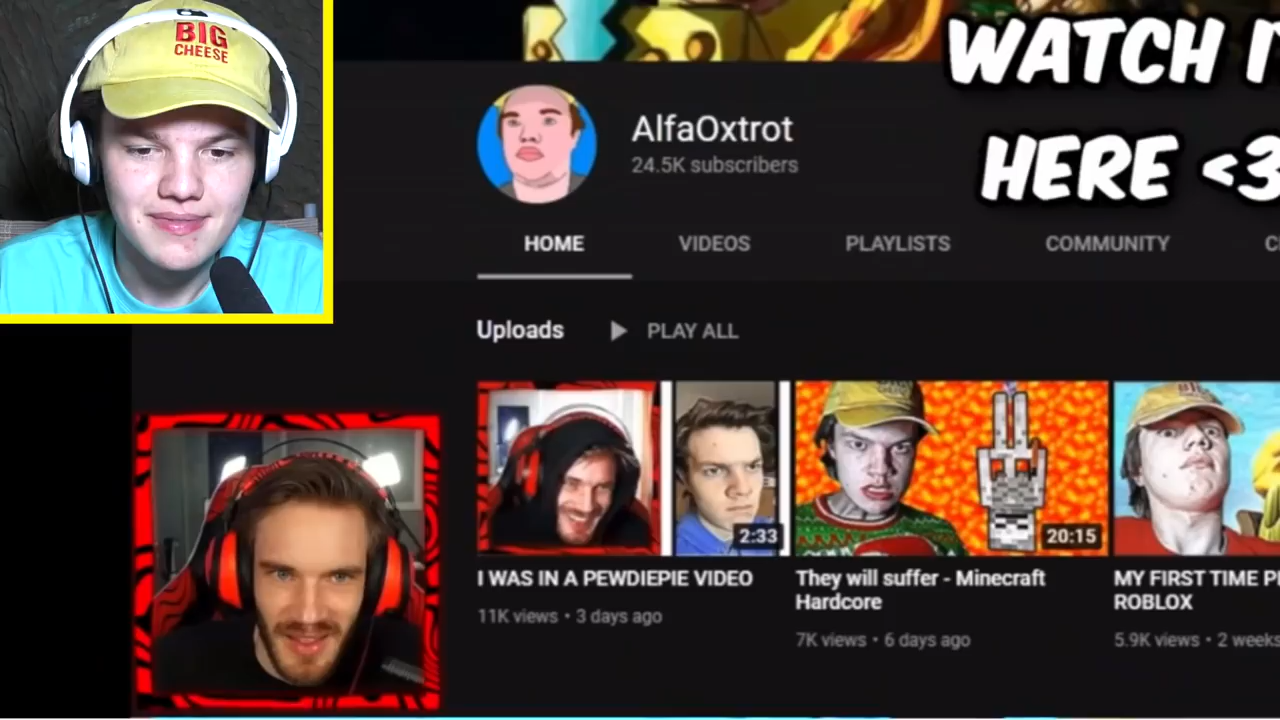 BIG
CHEESE
WATCH
HERE <3
AlfaOxtrot
24.5K subscribers
HOME VIDEOS PLAYLISTS COMMUNITY
Uploads PLAY ALL
2:33 20:15
I WAS IN A PEWDIEPIE VIDEO
11K views • 3 days ago
They will suffer - Minecraft
Hardcore
7K views • 6 days ago
MY FIRST TIME
ROBLOX
5.9K views • 2 weeks